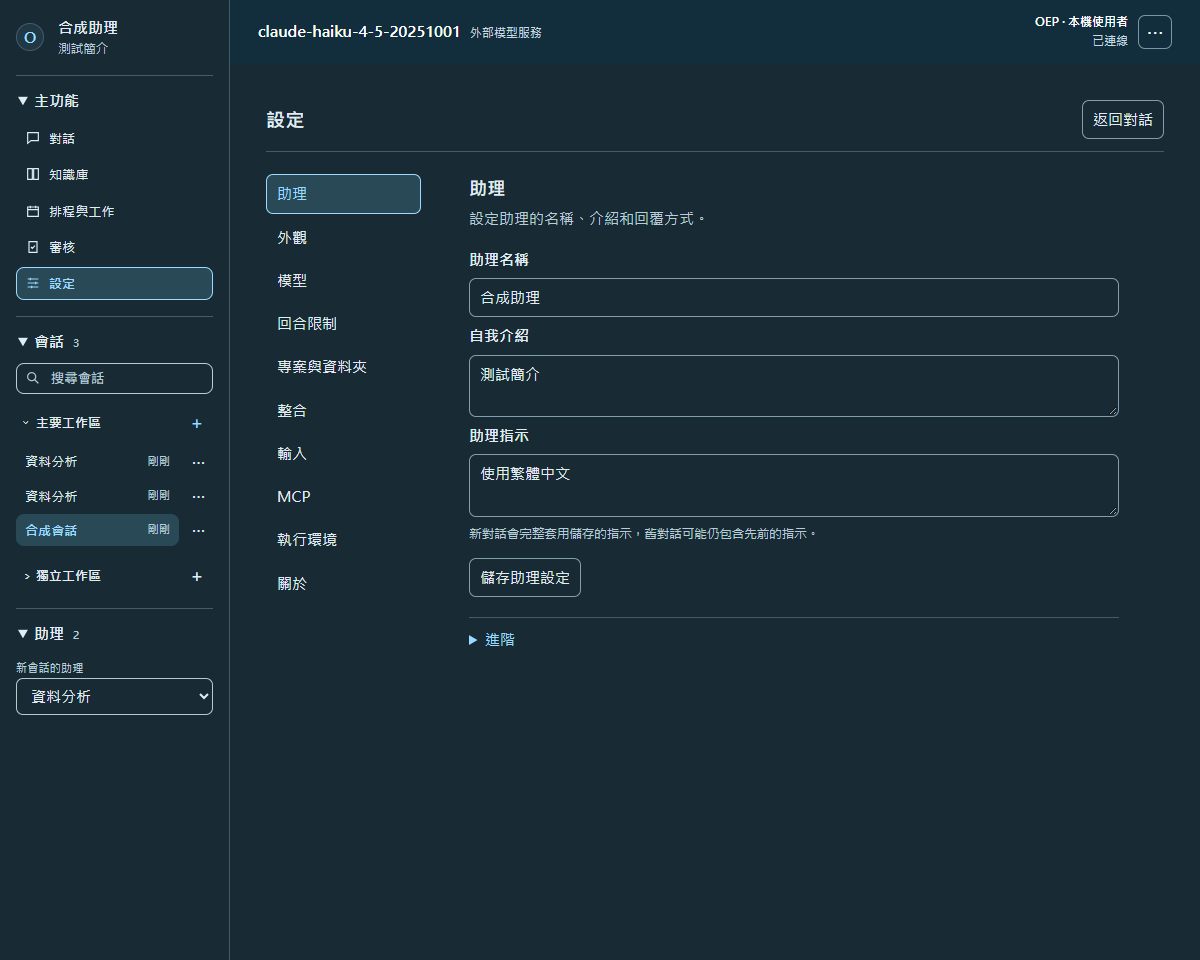 O
合成助理
測試簡介
▼ 主功能
對話
知識庫
排程與工作
審核
設定
▼ 會話 3
搜尋會話
主要工作區 +
資料分析 剛剛 ...
資料分析 剛剛 ...
合成會話 剛剛 ...
獨立工作區 +
▼ 助理 2
新會話的助理
資料分析
claude-haiku-4-5-20251001 外部模型服務
OEP · 本機使用者
已連線
...
設定
返回對話
助理
外觀
模型
回合限制
專案與資料夾
整合
輸入
MCP
執行環境
關於
助理
設定助理的名稱、介紹和回覆方式。
助理名稱
合成助理
自我介紹
測試簡介
助理指示
使用繁體中文
新對話會完整套用儲存的指示，舊對話可能仍包含先前的指示。
儲存助理設定
▶ 進階